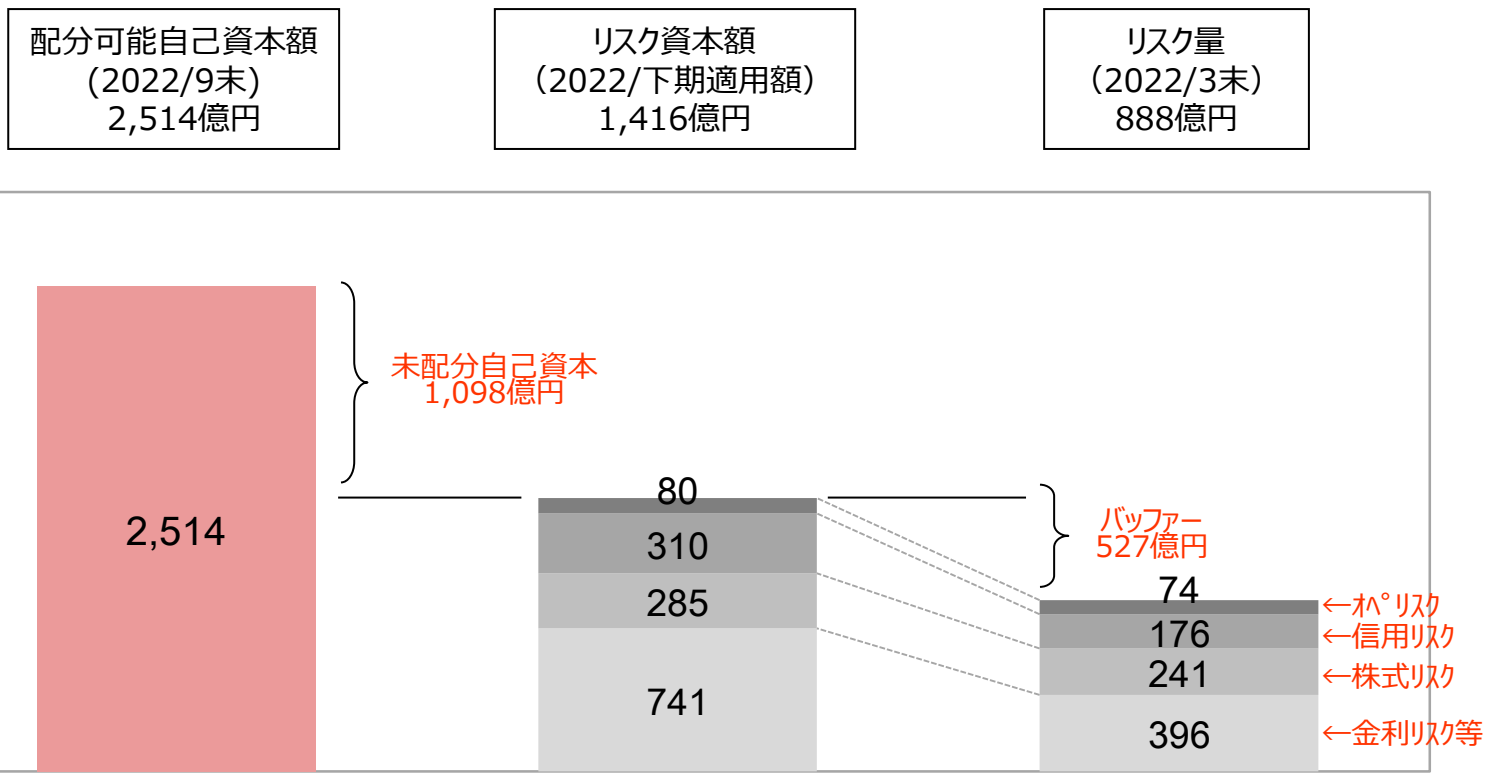 配分可能自己資本額
(2022/9末)
2,514億円
リスク資本額
（2022/下期適用額）
1,416億円
リスク量
（2022/3末）
888億円
未配分自己資本
1,098億円
2,514
80
310
285
741
バッファー
527億円
74
176
241
396
←ｵﾍﾟﾘｽｸ
←信用ﾘｽｸ
←株式ﾘｽｸ
←金利ﾘｽｸ等